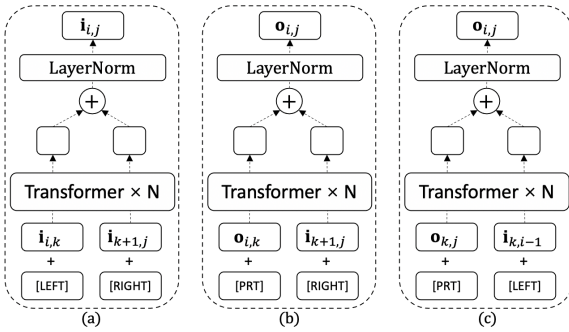 i_{i,j}
LayerNorm
+
Transformer × N
i_{i,k} i_{k+1,j}
+ +
[LEFT] [RIGHT]
(a)
o_{i,j}
LayerNorm
+
Transformer × N
o_{i,k} i_{k+1,j}
+ +
[PRT] [RIGHT]
(b)
o_{i,j}
LayerNorm
+
Transformer × N
o_{k,j} i_{k,i-1}
+ +
[PRT] [LEFT]
(c)